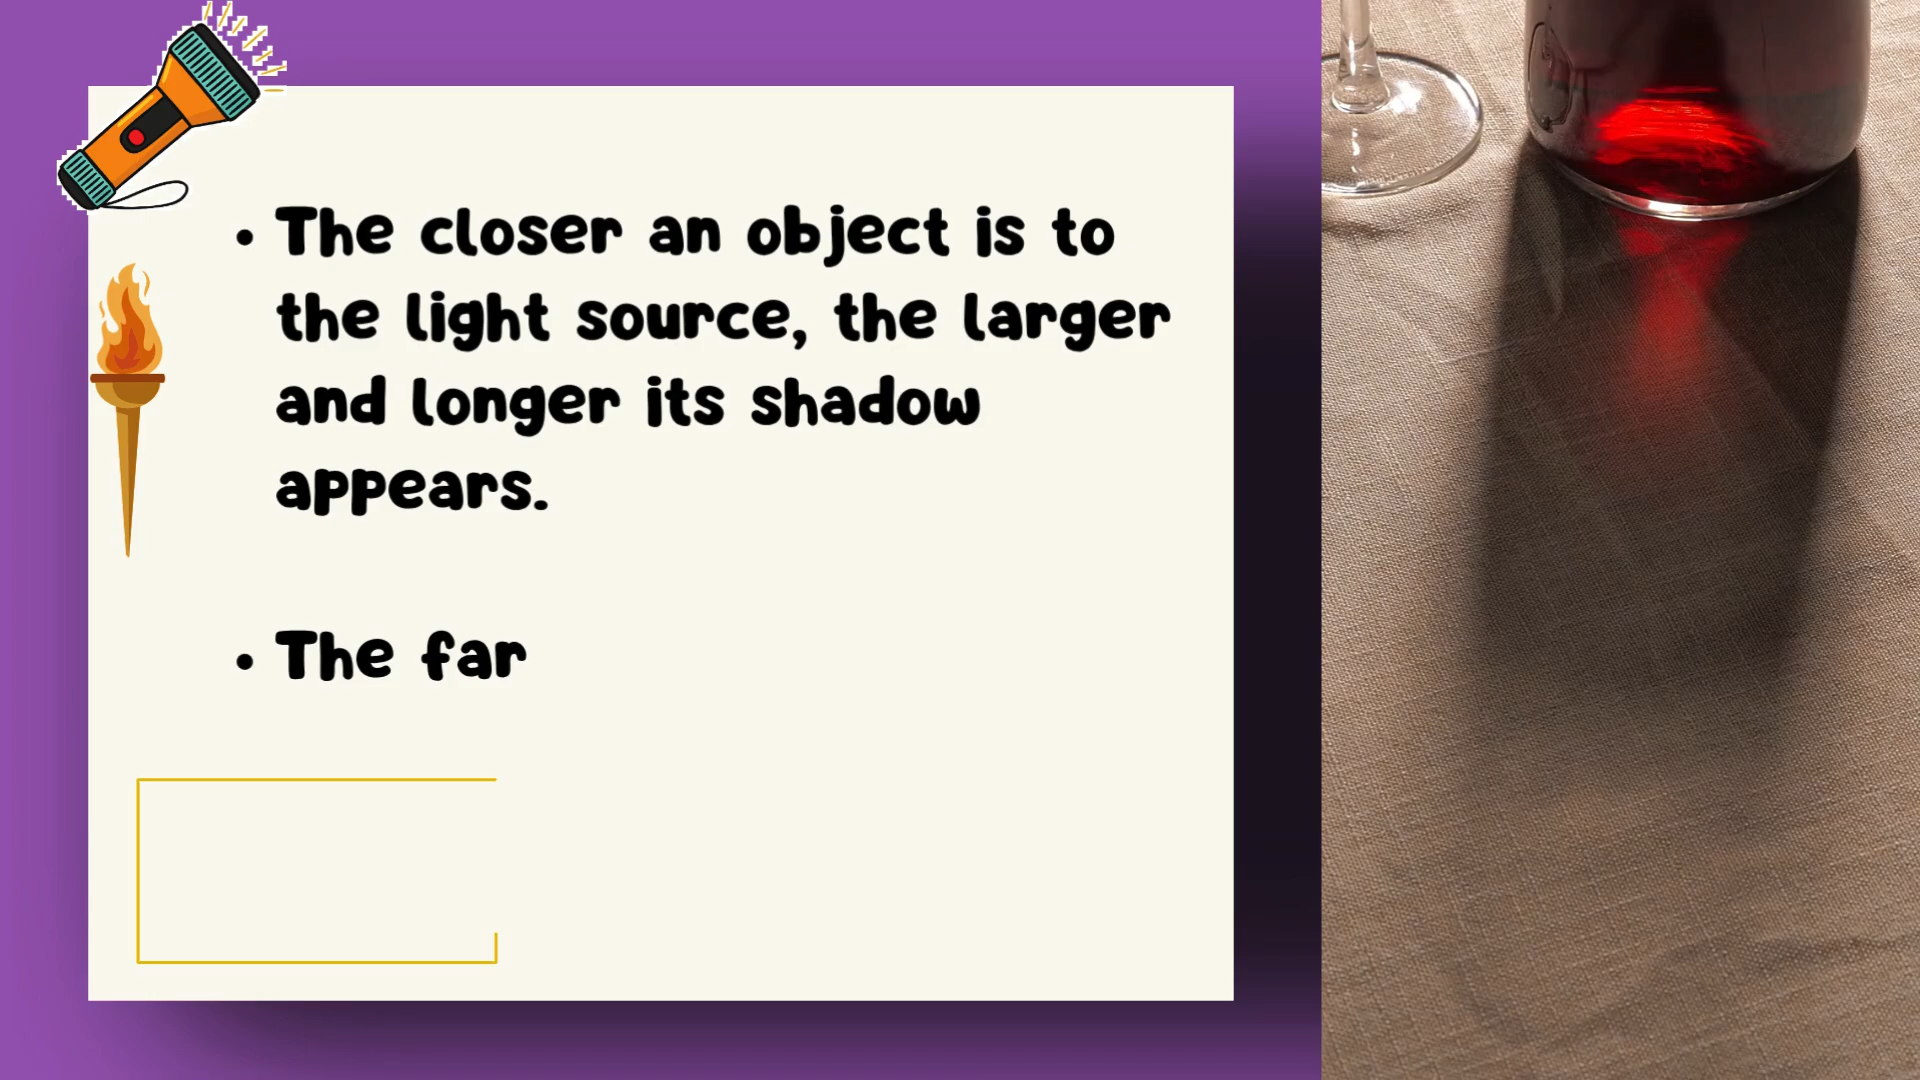 • The closer an object is to
the light source, the larger
and longer its shadow
appears.
• The far